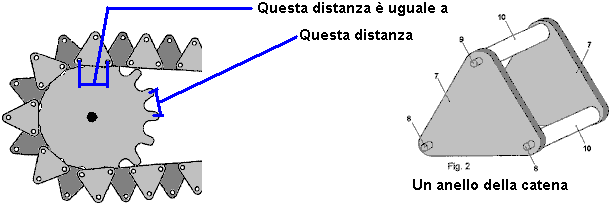 Questa distanza è uguale a
Questa distanza
10
9
7
7
8
10
8
Fig. 2
Un anello della catena